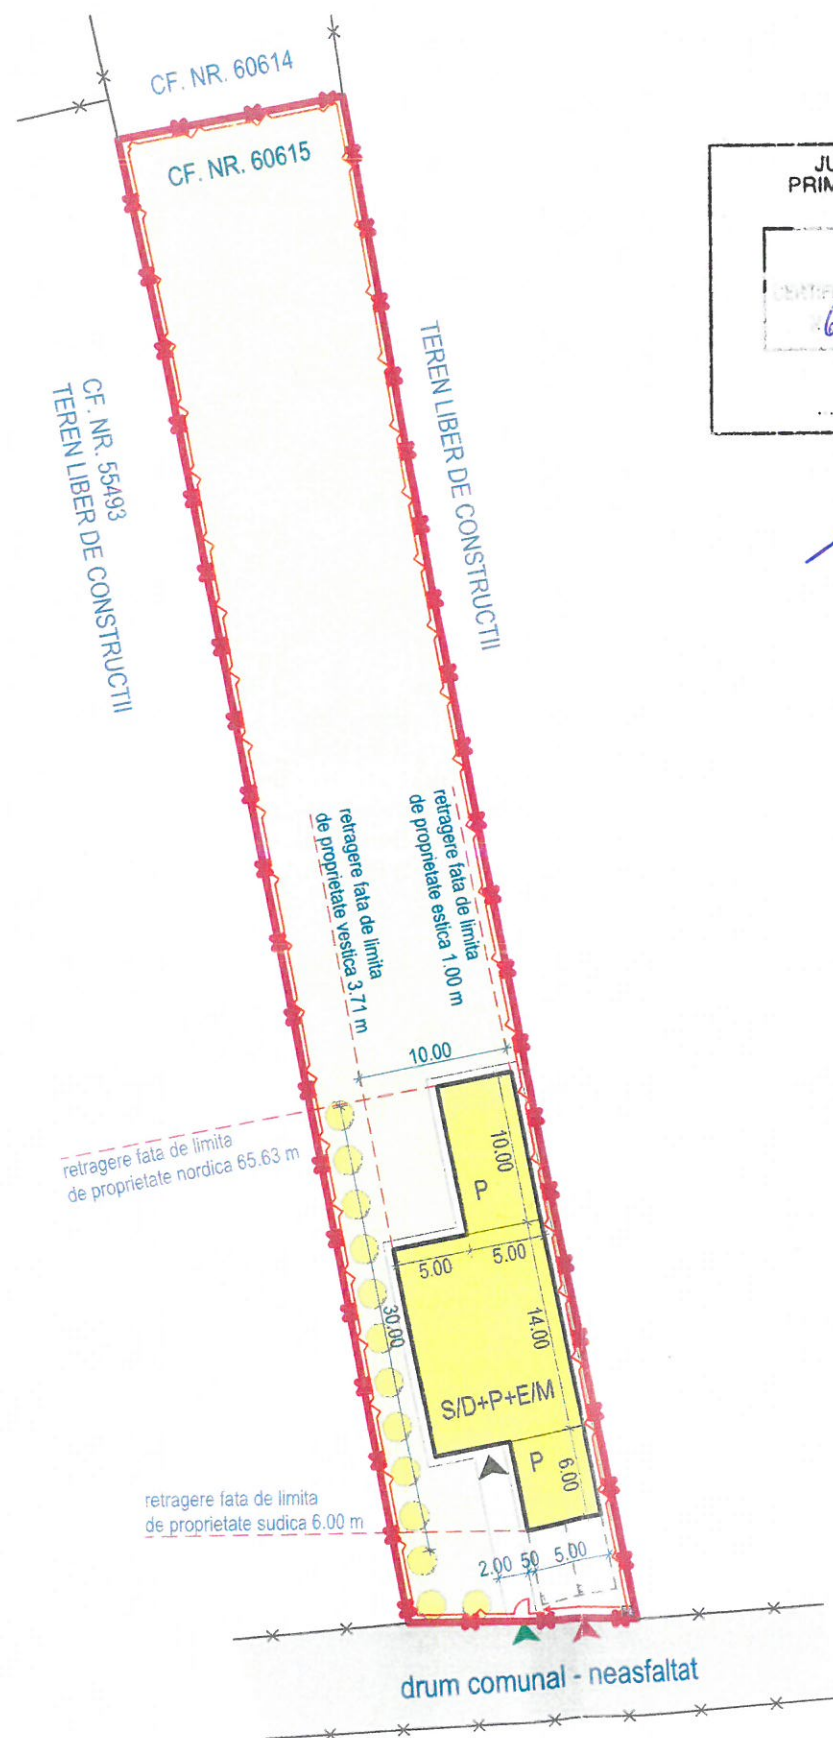 CF. NR. 60614
CF. NR. 60615
JU
PRIM
6
CF. NR. 55493
TEREN LIBER DE CONSTRUCTII
TEREN LIBER DE CONSTRUCTII
retragere fata de limita
de proprietate vestica 3.71 m
retragere fata de limita
de proprietate estica 1.00 m
10.00
retragere fata de limita
de proprietate nordica 65.63 m
10.00
P
5.00
5.00
30.00
14.00
S/D+P+E/M
P
6.00
retragere fata de limita
de proprietate sudica 6.00 m
2.00
50
5.00
drum comunal - neasfaltat